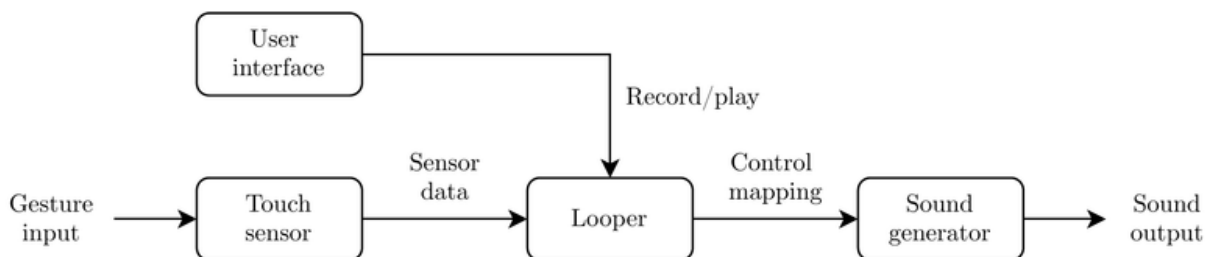 User
interface
Record/play
Sensor
data
Control
mapping
Gesture
input
Touch
sensor
Looper
Sound
generator
Sound
output